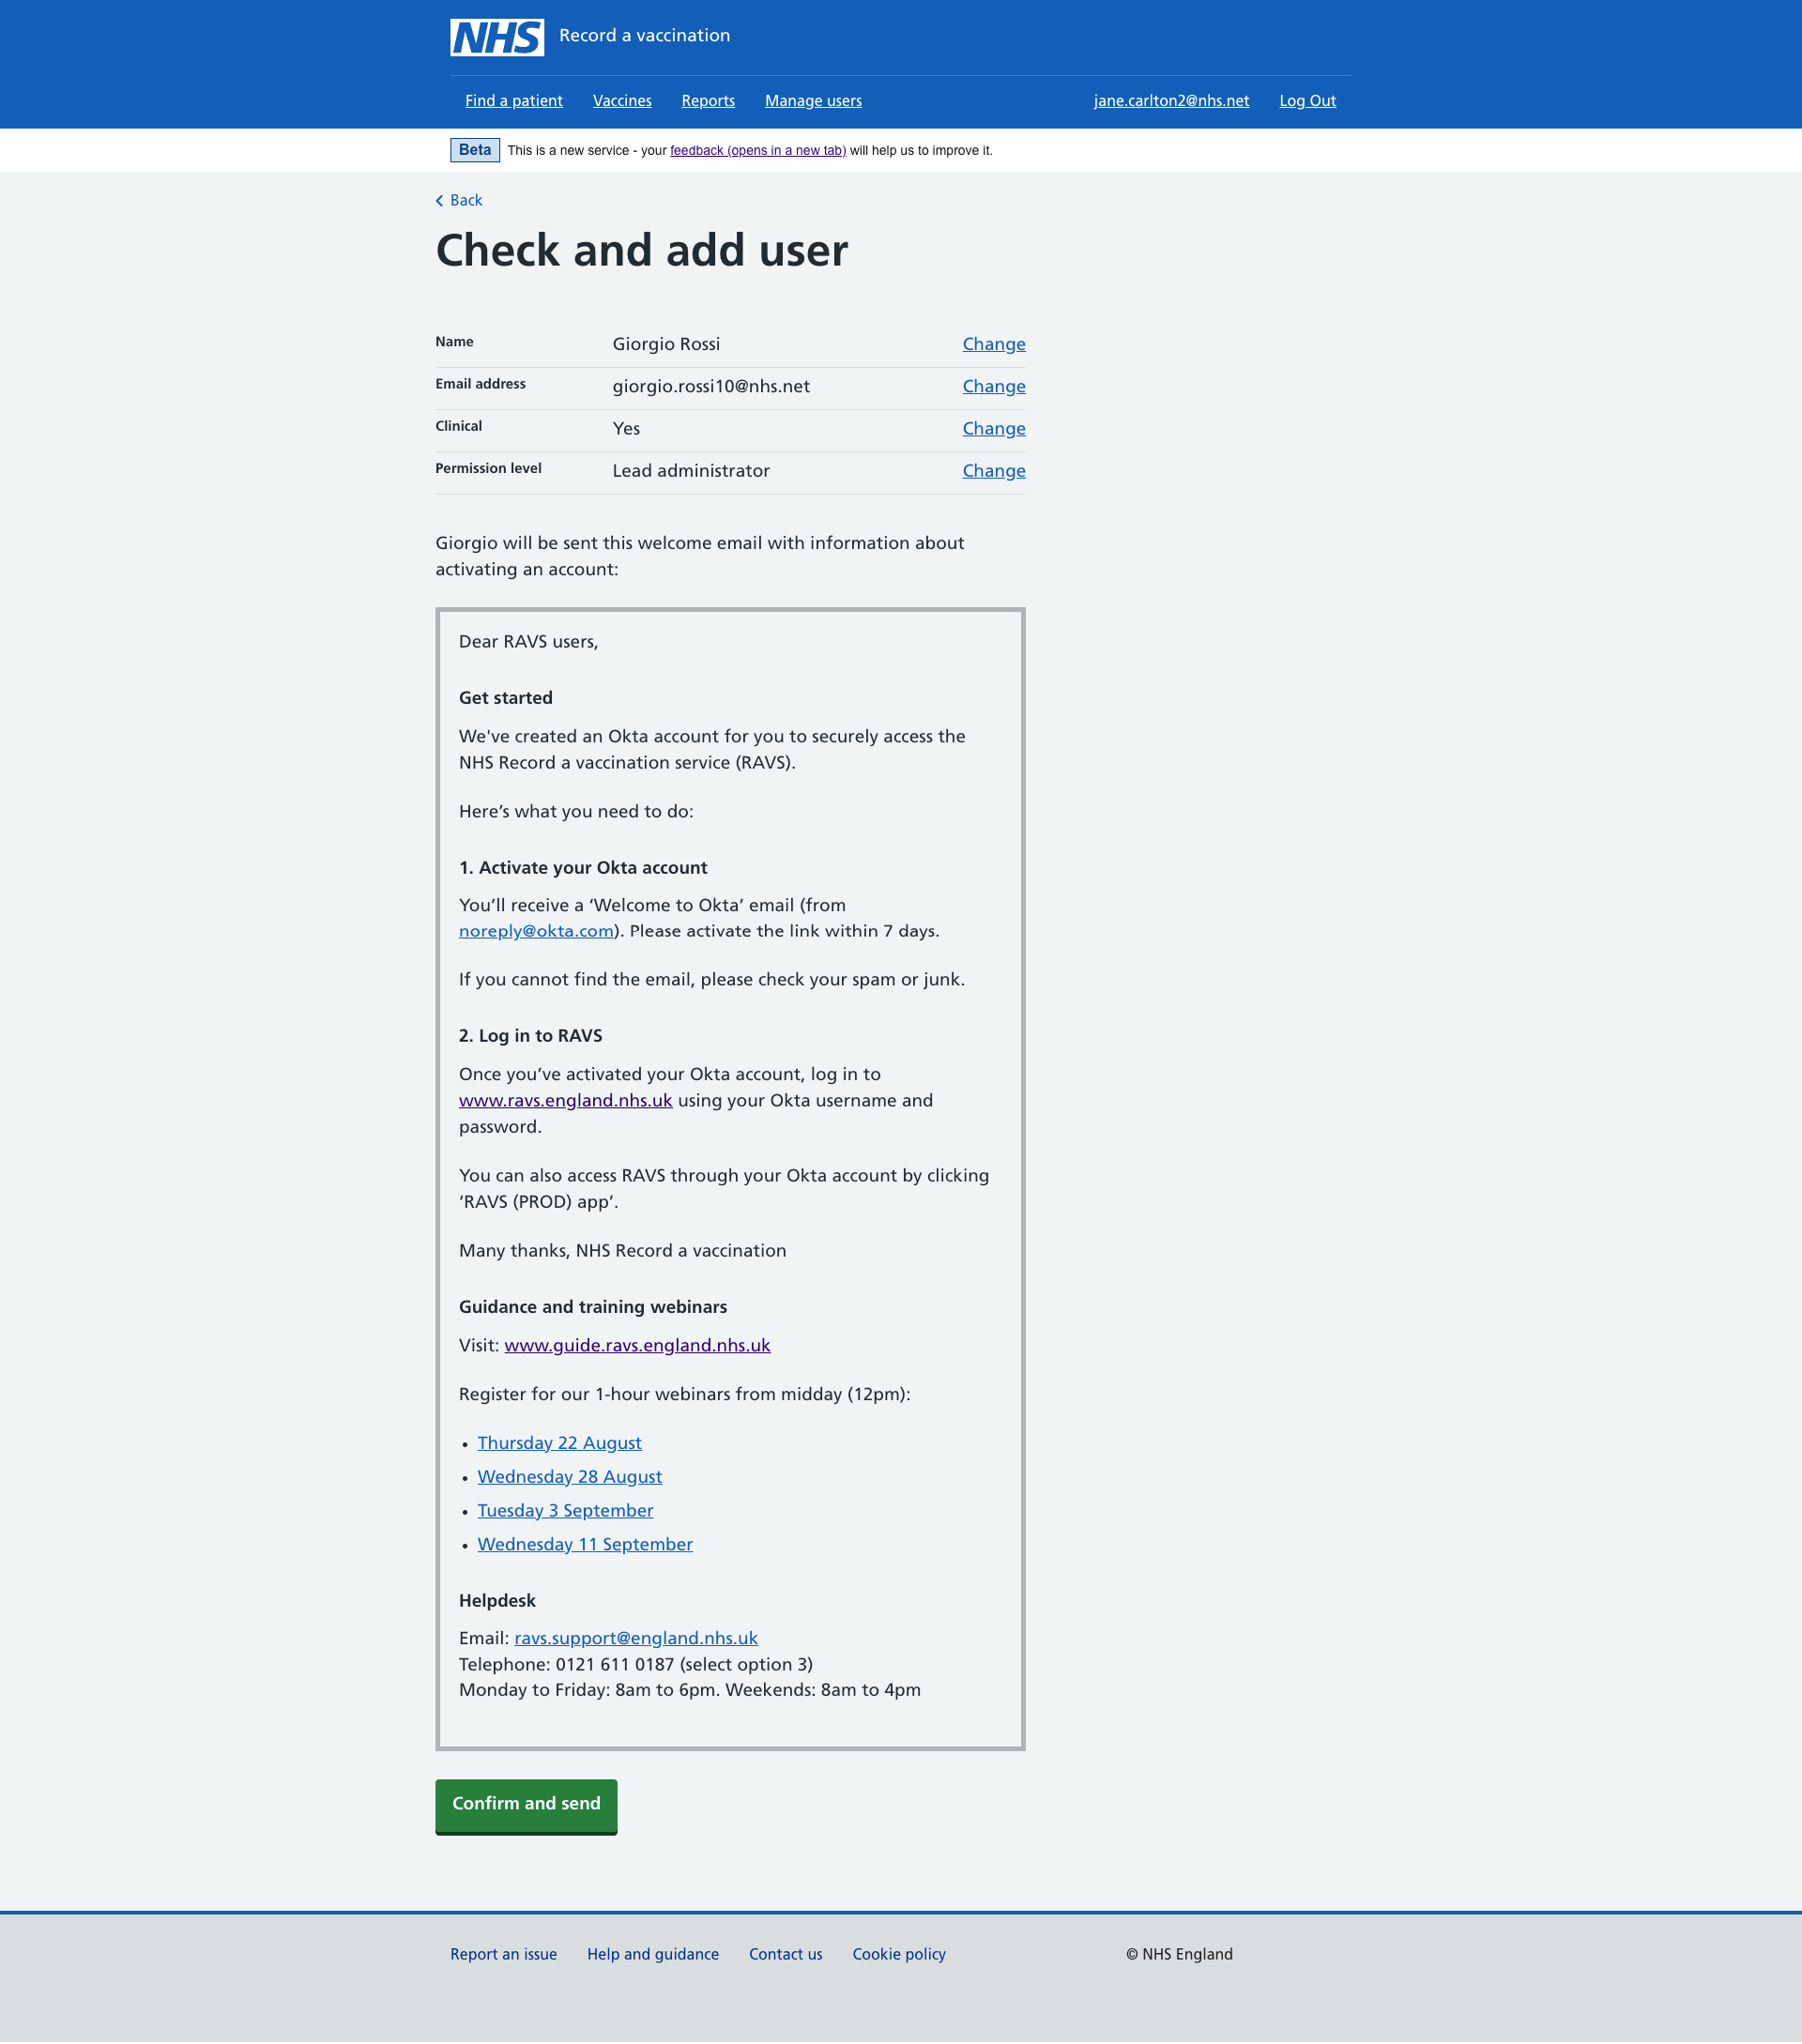 NHS Record a vaccination
Find a patient Vaccines Reports Manage users jane.carlton2@nhs.net Log Out
Beta This is a new service - your feedback (opens in a new tab) will help us to improve it.
Back
Check and add user
Name Giorgio Rossi Change
Email address giorgio.rossi10@nhs.net Change
Clinical Yes Change
Permission level Lead administrator Change
Giorgio will be sent this welcome email with information about
activating an account:
Dear RAVS users,
Get started
We've created an Okta account for you to securely access the
NHS Record a vaccination service (RAVS).
Here’s what you need to do:
1. Activate your Okta account
You’ll receive a ‘Welcome to Okta’ email (from
noreply@okta.com). Please activate the link within 7 days.
If you cannot find the email, please check your spam or junk.
2. Log in to RAVS
Once you’ve activated your Okta account, log in to
www.ravs.england.nhs.uk using your Okta username and
password.
You can also access RAVS through your Okta account by clicking
‘RAVS (PROD) app’.
Many thanks, NHS Record a vaccination
Guidance and training webinars
Visit: www.guide.ravs.england.nhs.uk
Register for our 1-hour webinars from midday (12pm):
• Thursday 22 August
• Wednesday 28 August
• Tuesday 3 September
• Wednesday 11 September
Helpdesk
Email: ravs.support@england.nhs.uk
Telephone: 0121 611 0187 (select option 3)
Monday to Friday: 8am to 6pm. Weekends: 8am to 4pm
Confirm and send
Report an issue Help and guidance Contact us Cookie policy © NHS England